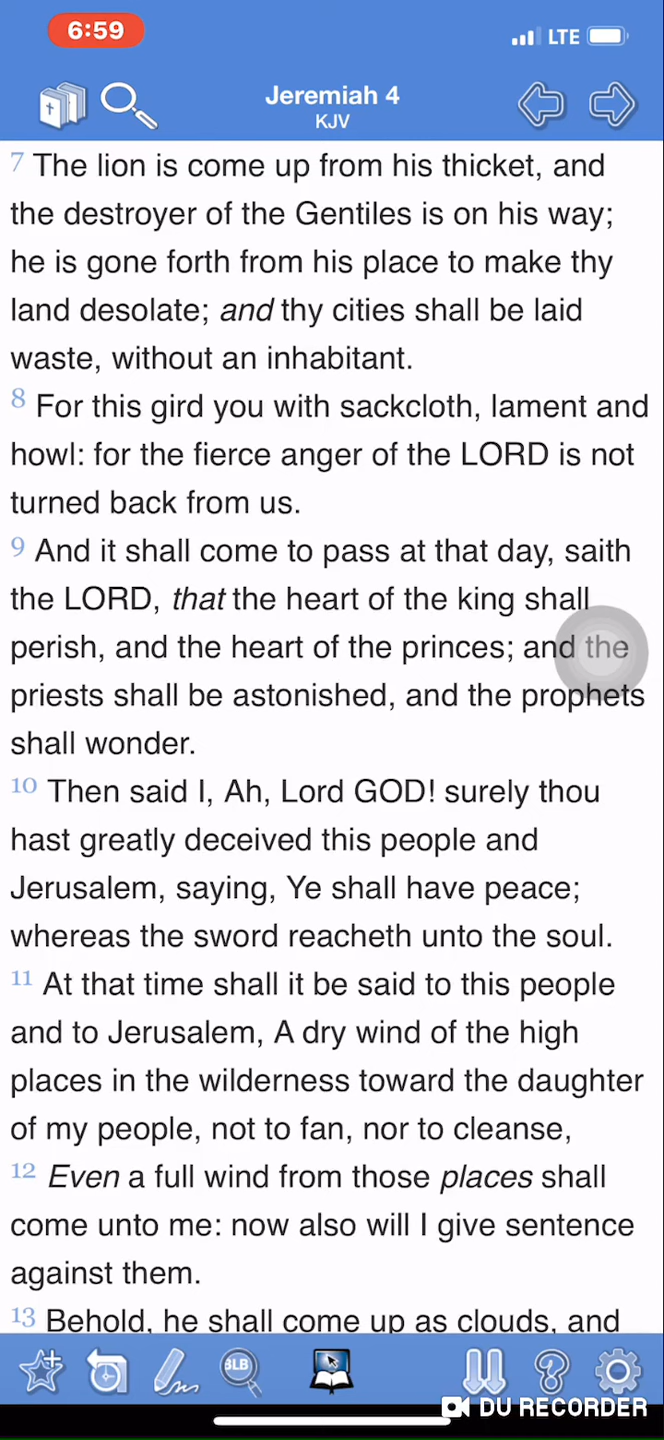 6:59
LTE
Jeremiah 4
KJV
7 The lion is come up from his thicket, and
the destroyer of the Gentiles is on his way;
he is gone forth from his place to make thy
land desolate; and thy cities shall be laid
waste, without an inhabitant.
8 For this gird you with sackcloth, lament and
howl: for the fierce anger of the LORD is not
turned back from us.
9 And it shall come to pass at that day, saith
the LORD, that the heart of the king shall
perish, and the heart of the princes; and the
priests shall be astonished, and the prophets
shall wonder.
10 Then said I, Ah, Lord GOD! surely thou
hast greatly deceived this people and
Jerusalem, saying, Ye shall have peace;
whereas the sword reacheth unto the soul.
11 At that time shall it be said to this people
and to Jerusalem, A dry wind of the high
places in the wilderness toward the daughter
of my people, not to fan, nor to cleanse,
12 Even a full wind from those places shall
come unto me: now also will I give sentence
against them.
13 Behold, he shall come up as clouds, and
BLB
DU RECORDER